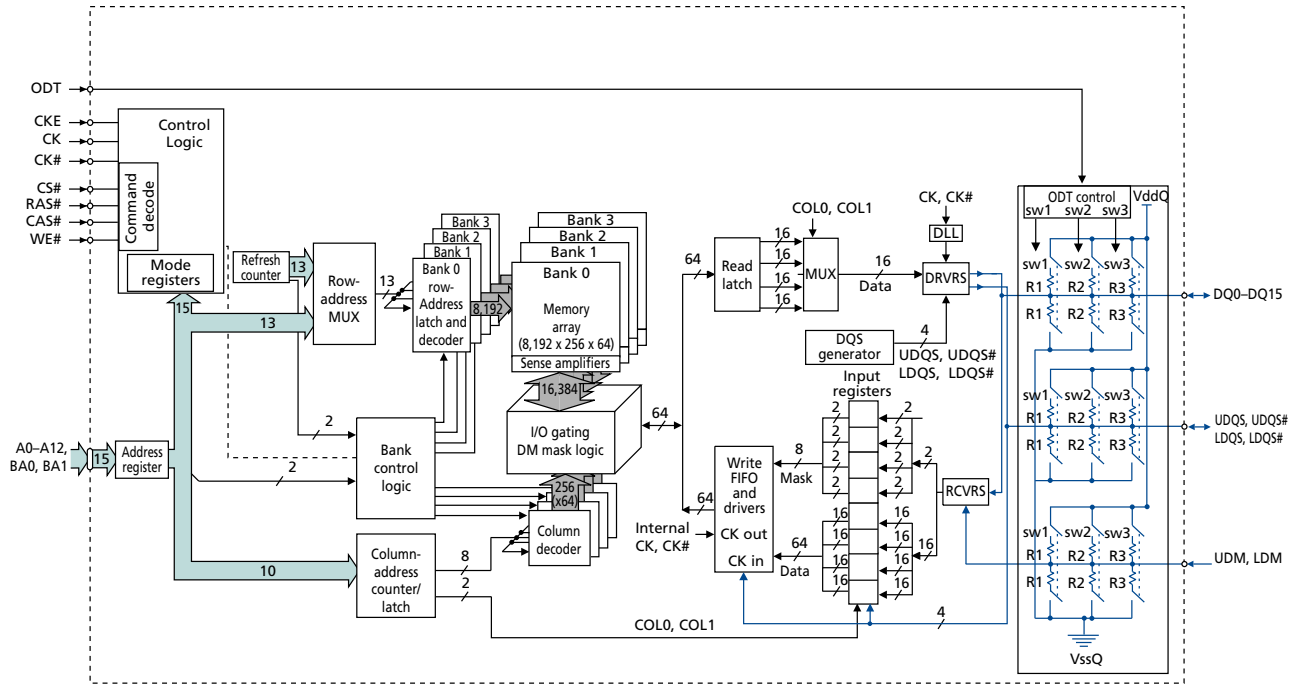 ODT
CKE
CK
CK#
CS#
RAS#
CAS#
WE#
Control
Logic
Command
decode
Mode
registers
15
A0–A12,
BA0, BA1
15
Address
register
13
10
2
2
Refresh
counter
13
Row-
address
MUX
13
Bank 3
Bank 2
Bank 1
Bank 0
row-
Address
latch and
decoder
8,192
Bank 3
Bank 2
Bank 1
Bank 0
Memory
array
(8,192 x 256 x 64)
Sense amplifiers
16,384
I/O gating
DM mask logic
256
(x64)
Column
decoder
Bank
control
logic
Column-
address
counter/
latch
8
2
COL0, COL1
64
64
Read
latch
16
16
16
16
COL0, COL1
MUX
16
Data
CK, CK#
DLL
DRVRS
DQS
generator
4
UDQS, UDQS#
LDQS, LDQS#
Input
registers
2
2
2
2
2
2
2
2
2
8
Mask
16
16
16
16
16
16
16
16
16
64
Data
64
Write
FIFO
and
drivers
CK out
CK in
Internal
CK, CK#
RCVRS
4
ODT control
sw1 sw2 sw3
VddQ
sw1 sw2 sw3
R1 R2 R3
R1 R2 R3
sw1 sw2 sw3
R1 R2 R3
R1 R2 R3
sw1 sw2 sw3
R1 R2 R3
R1 R2 R3
VssQ
DQ0–DQ15
UDQS, UDQS#
LDQS, LDQS#
UDM, LDM